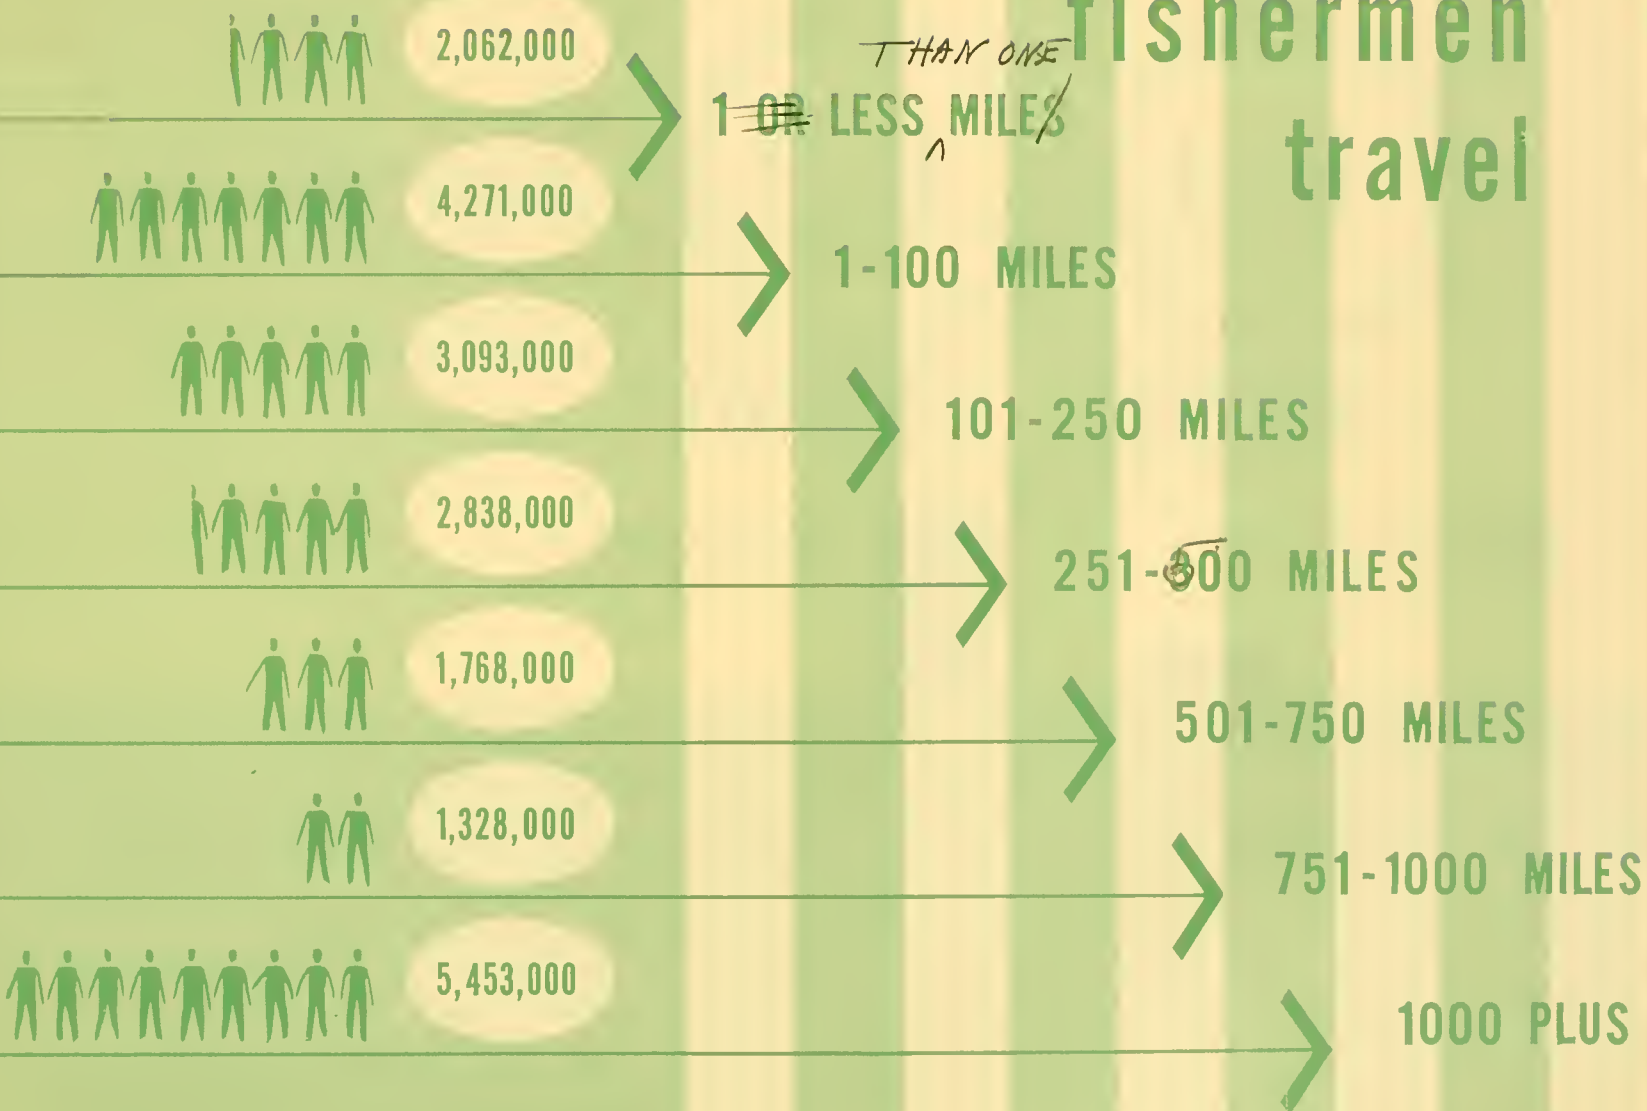 fishermen
travel
2,062,000
THAN ONE
1 OR LESS ^ MILES
4,271,000
1-100 MILES
3,093,000
101-250 MILES
2,838,000
251-500 MILES
1,768,000
501-750 MILES
1,328,000
751-1000 MILES
5,453,000
1000 PLUS